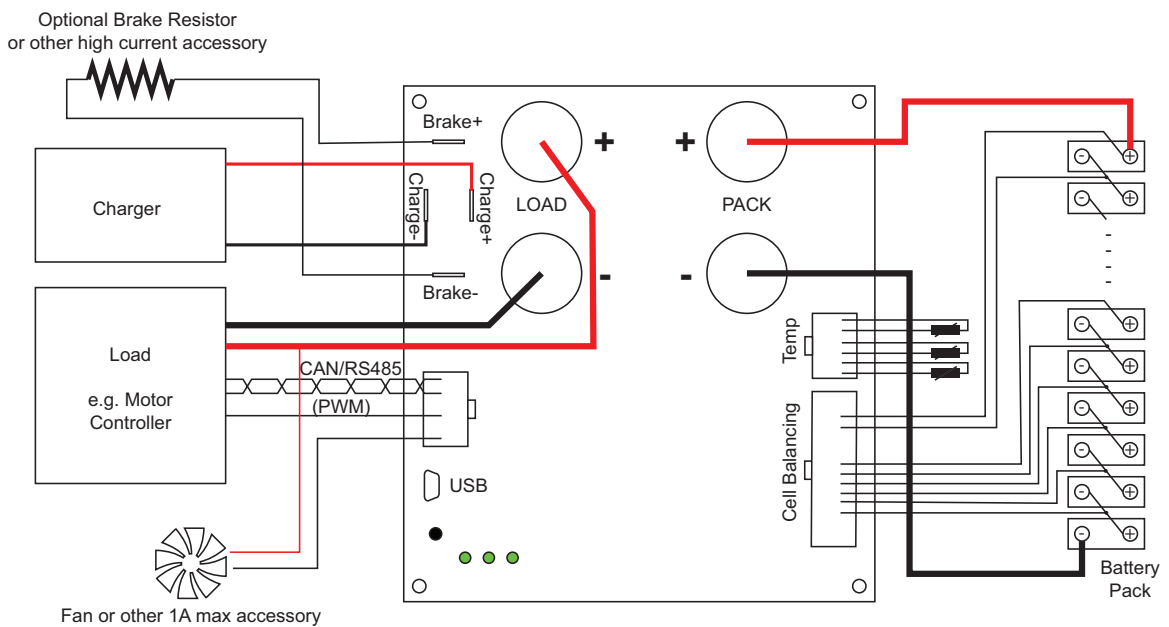 Optional Brake Resistor
or other high current accessory
Brake+
+
+
Charger
Charge-
Charge+
LOAD
PACK
-
-
Brake-
Load
e.g. Motor
Controller
CAN/RS485
(PWM)
Temp
Cell Balancing
USB
Battery
Pack
Fan or other 1A max accessory